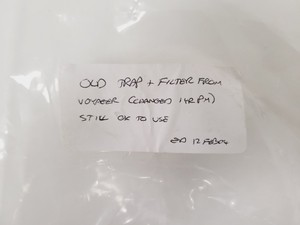 OLD TRAP + FILTER FROM
VOYAGER (CHANGED 1YR PM)
STILL OK TO USE
12 FEB04